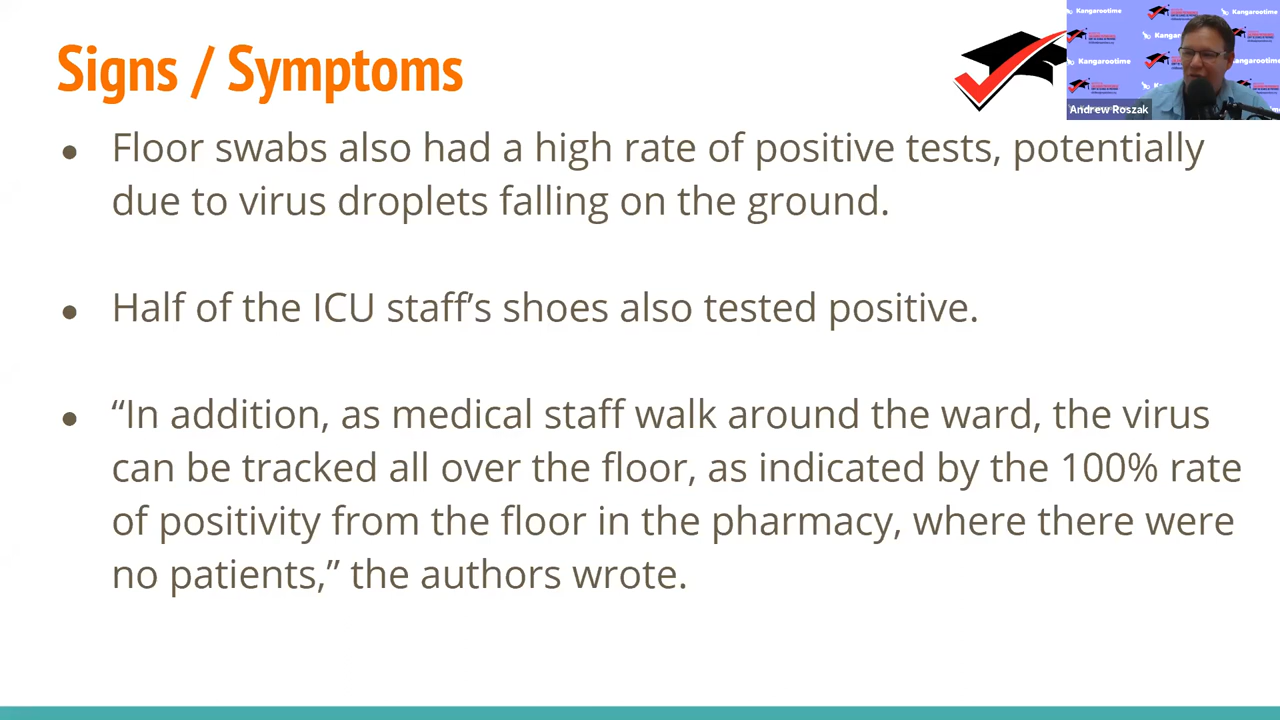 Signs / Symptoms
Kangarootime
Kangarootime
Andrew Roszak
● Floor swabs also had a high rate of positive tests, potentially
due to virus droplets falling on the ground.
● Half of the ICU staff’s shoes also tested positive.
● “In addition, as medical staff walk around the ward, the virus
can be tracked all over the floor, as indicated by the 100% rate
of positivity from the floor in the pharmacy, where there were
no patients,” the authors wrote.